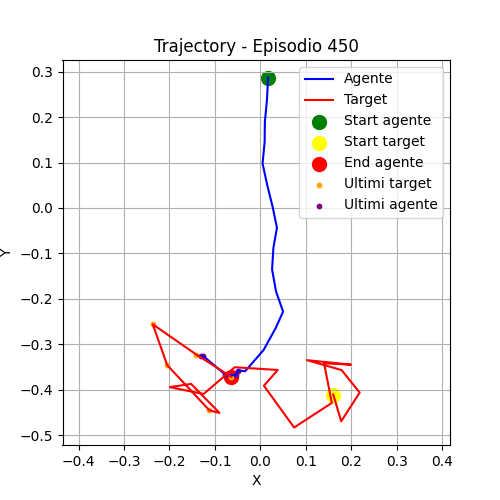 Trajectory - Episodio 450
Agente
Target
Start agente
Start target
End agente
Ultimi target
Ultimi agente
0.3
0.2
0.1
0.0
−0.1
−0.2
−0.3
−0.4
−0.5
Y
−0.4
−0.3
−0.2
−0.1
0.0
0.1
0.2
0.3
0.4
X